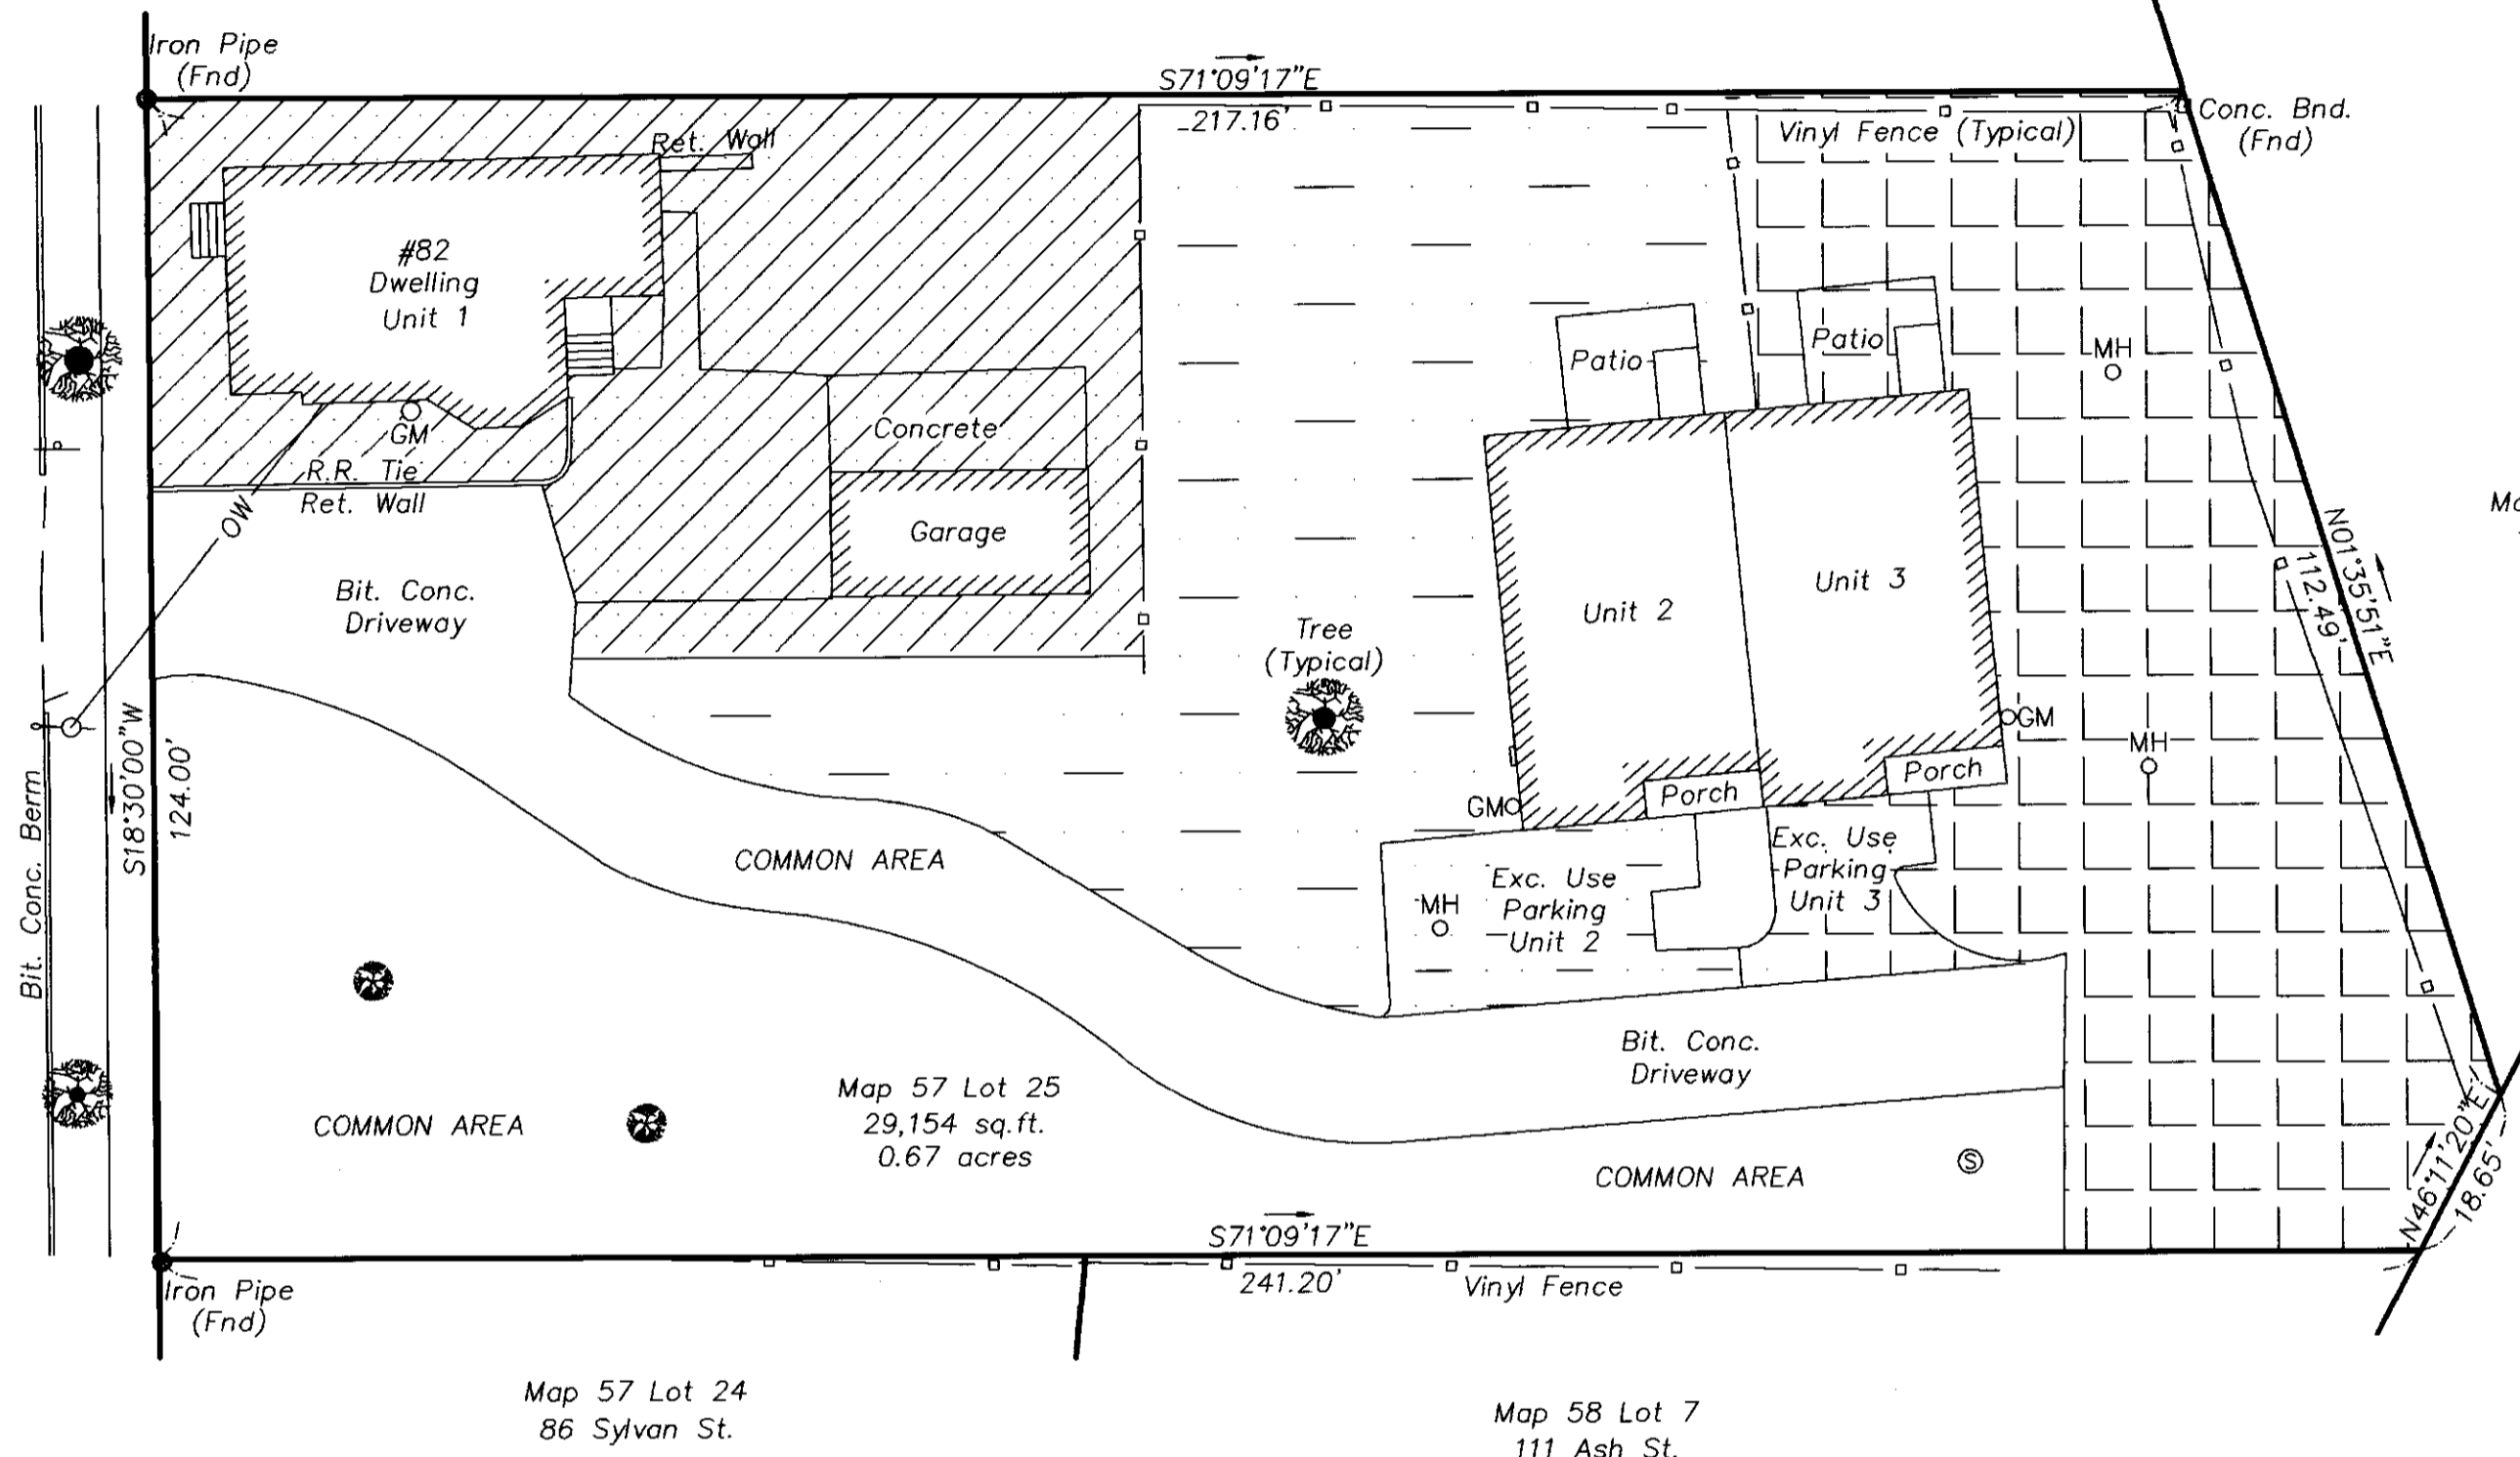 Iron Pipe
(Fnd)
S71°09'17"E
217.16'
Conc. Bnd.
(Fnd)
Vinyl Fence (Typical)
Ret. Wall
#82
Dwelling
Unit 1
Patio
Patio
MH
GM
Concrete
R.R. Tie
Ret. Wall
OW
Garage
Bit. Conc.
Driveway
Unit 2
Unit 3
N01°35'51"E
112.49'
Tree
(Typical)
GM
MH
Porch
Porch
GM
S18°30'00"W
124.00'
Bit. Conc. Berm
COMMON AREA
Exc. Use
Parking
Unit 3
Exc. Use
Parking
Unit 2
MH
Bit. Conc.
Driveway
Map 57 Lot 25
29,154 sq.ft.
0.67 acres
COMMON AREA
COMMON AREA
S
N46°11'20"E
18.65'
S71°09'17"E
241.20'
Vinyl Fence
Iron Pipe
(Fnd)
Map 57 Lot 24
86 Sylvan St.
Map 58 Lot 7
111 Ash St.